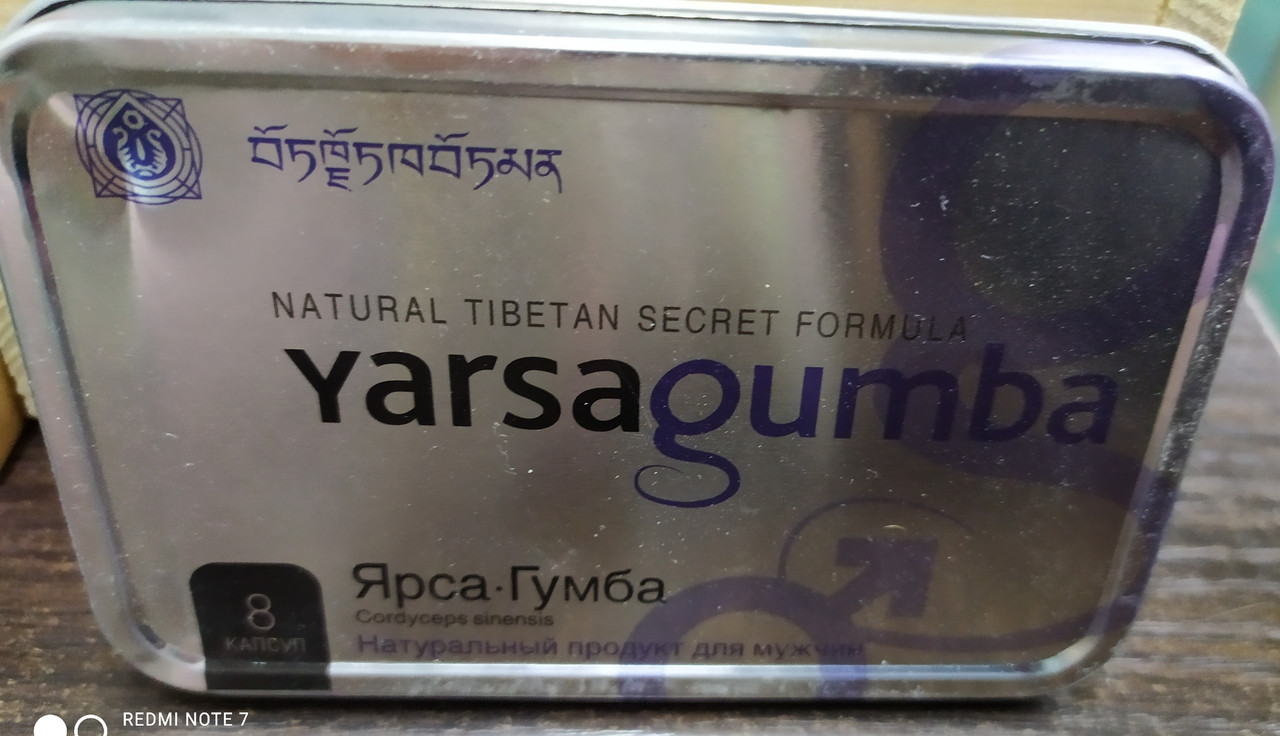 NATURAL TIBETAN SECRET FORMULA
Yarsagumba
8
КАПСУЛ
Ярса·Гумба
Cordyceps sinensis
Натуральный продукт для мужчин
REDMI NOTE 7